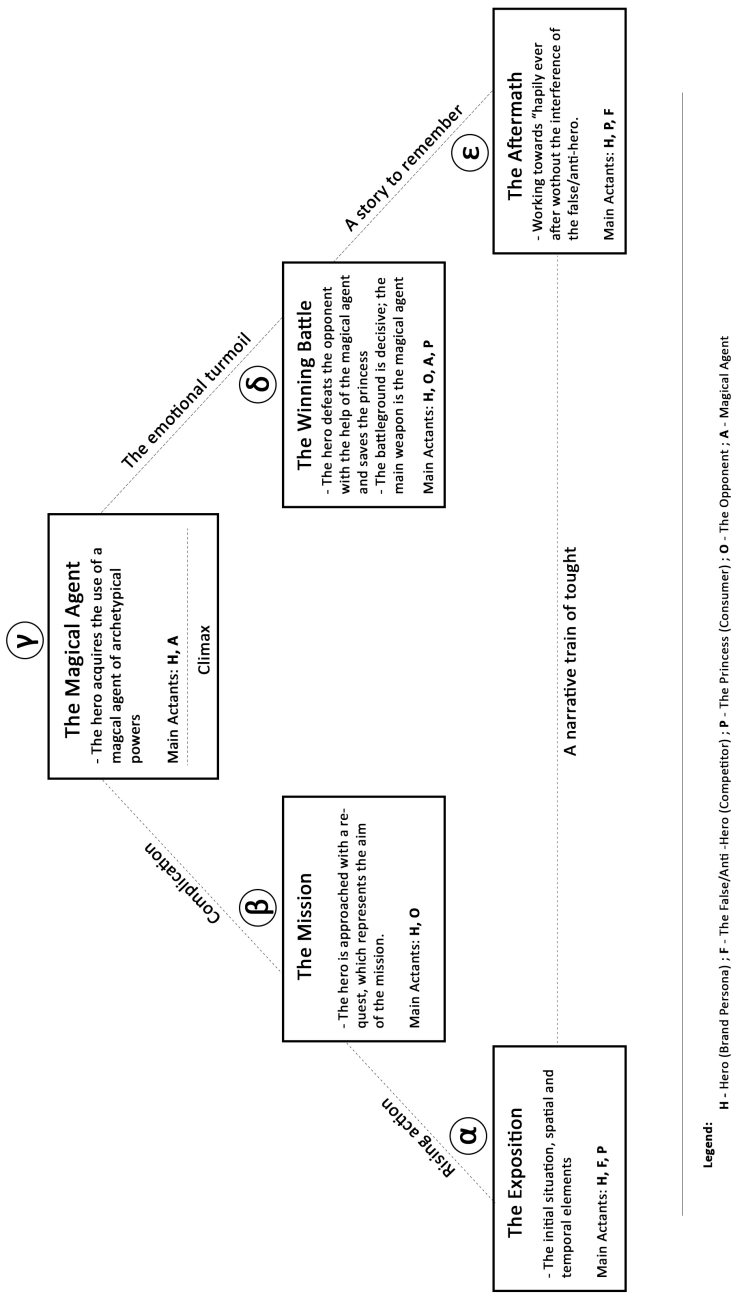 α
The Exposition
- The initial situation, spatial and
temporal elements
Main Actants: H, F, P
Rising action
β
The Mission
- The hero is approached with a re-
quest, which represents the aim
of the mission.
Main Actants: H, O
Complication
γ
The Magical Agent
- The hero acquires the use of a
magcal agent of archetypical
powers
Main Actants: H, A
Climax
The emotional turmoil
δ
The Winning Battle
- The hero defeats the opponent
with the help of the magical agent
and saves the princess
- The battleground is decisive; the
main weapon is the magical agent
Main Actants: H, O, A, P
A story to remember
ε
The Aftermath
- Working towards “hapily ever
after wothout the interference of
the false/anti-hero.
Main Actants: H, P, F
A narrative train of tought
Legend:
H - Hero (Brand Persona) ; F - The False/Anti -Hero (Competitor) ; P - The Princess (Consumer) ; O - The Opponent ; A - Magical Agent